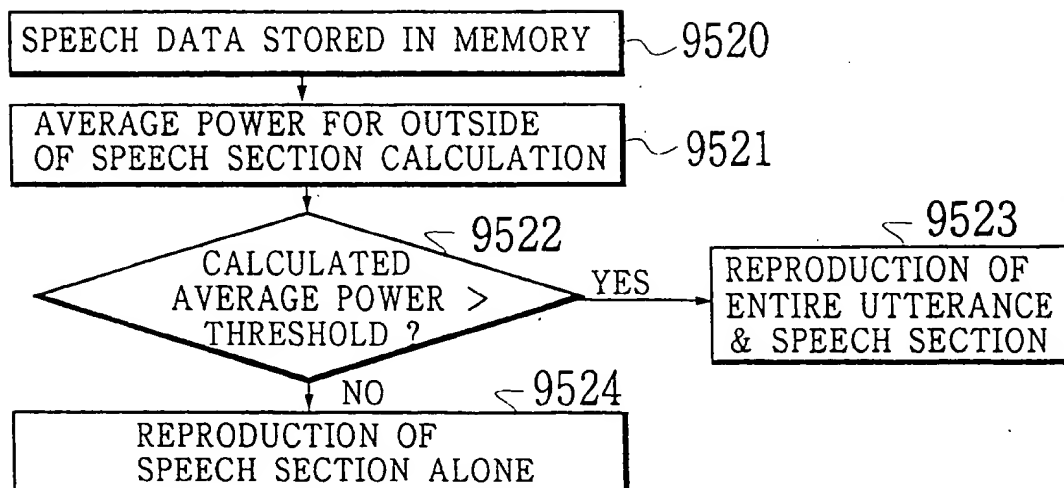 SPEECH DATA STORED IN MEMORY
9520
AVERAGE POWER FOR OUTSIDE
OF SPEECH SECTION CALCULATION
9521
9522
CALCULATED
AVERAGE POWER >
THRESHOLD ?
YES
9523
REPRODUCTION OF
ENTIRE UTTERANCE
& SPEECH SECTION
NO
9524
REPRODUCTION OF
SPEECH SECTION ALONE